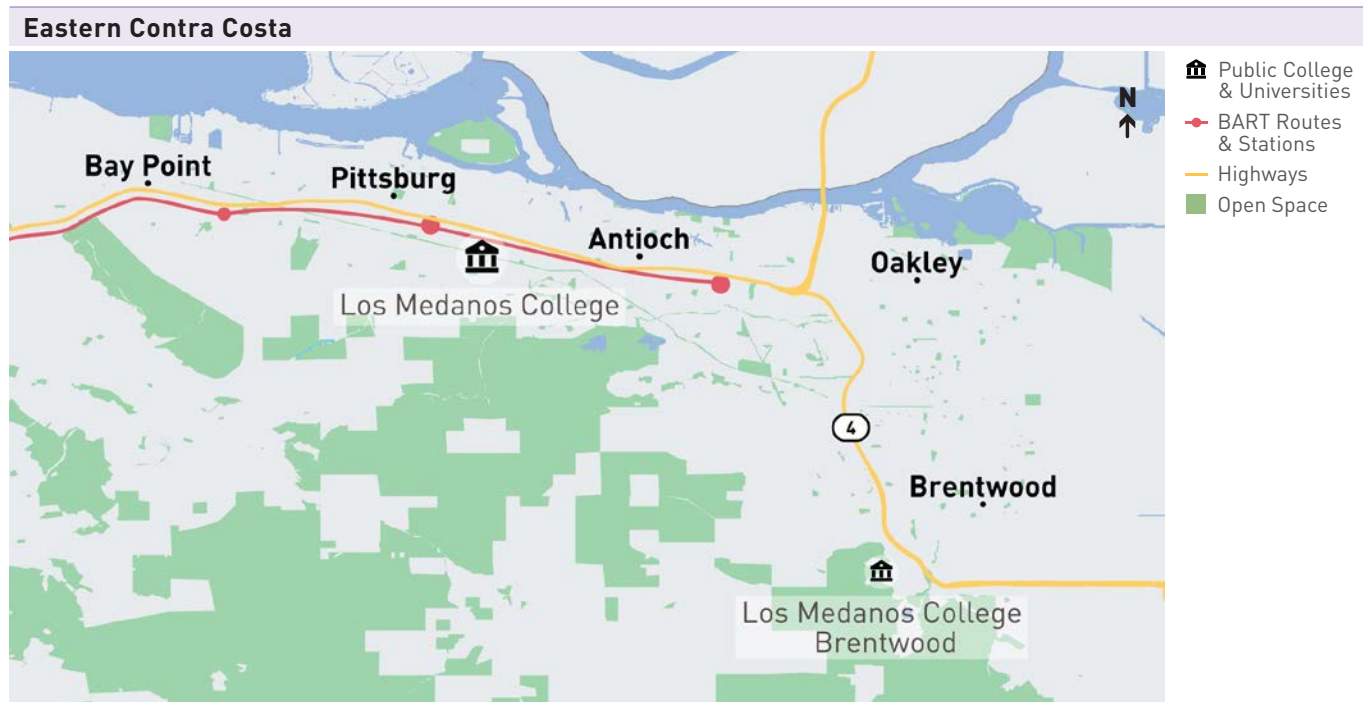 Eastern Contra Costa
Public College
& Universities
BART Routes
& Stations
Highways
Open Space
N
Bay Point
Pittsburg
Antioch
Oakley
Los Medanos College
4
Brentwood
Los Medanos College
Brentwood